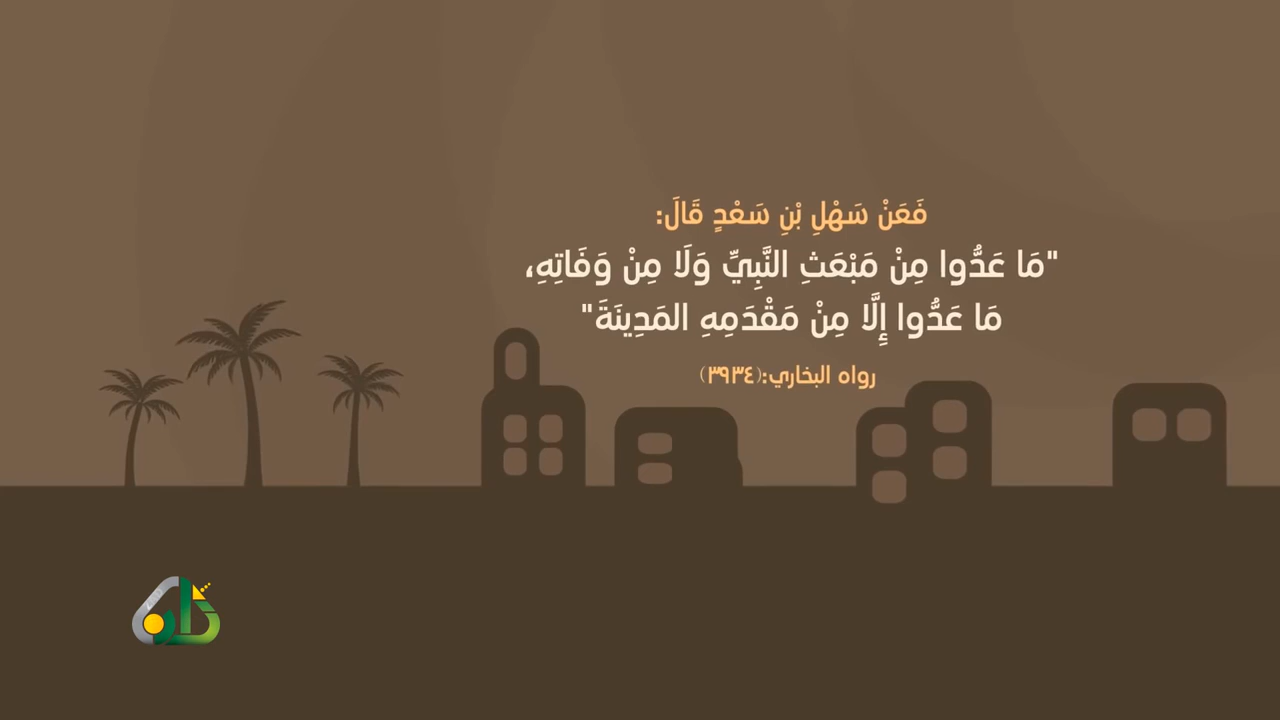 فَعَنْ سَهْلِ بْنِ سَعْدٍ قَالَ:
"مَا عَدُّوا مِنْ مَبْعَثِ النَّبِيِّ وَلَا مِنْ وَفَاتِهِ،
مَا عَدُّوا إِلَّا مِنْ مَقْدَمِهِ المَدِينَةَ"
رواه البخاري:(٣٩٣٤)